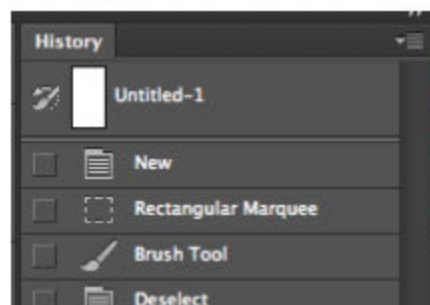 History
Untitled-1
New
Rectangular Marquee
Brush Tool
Deselect